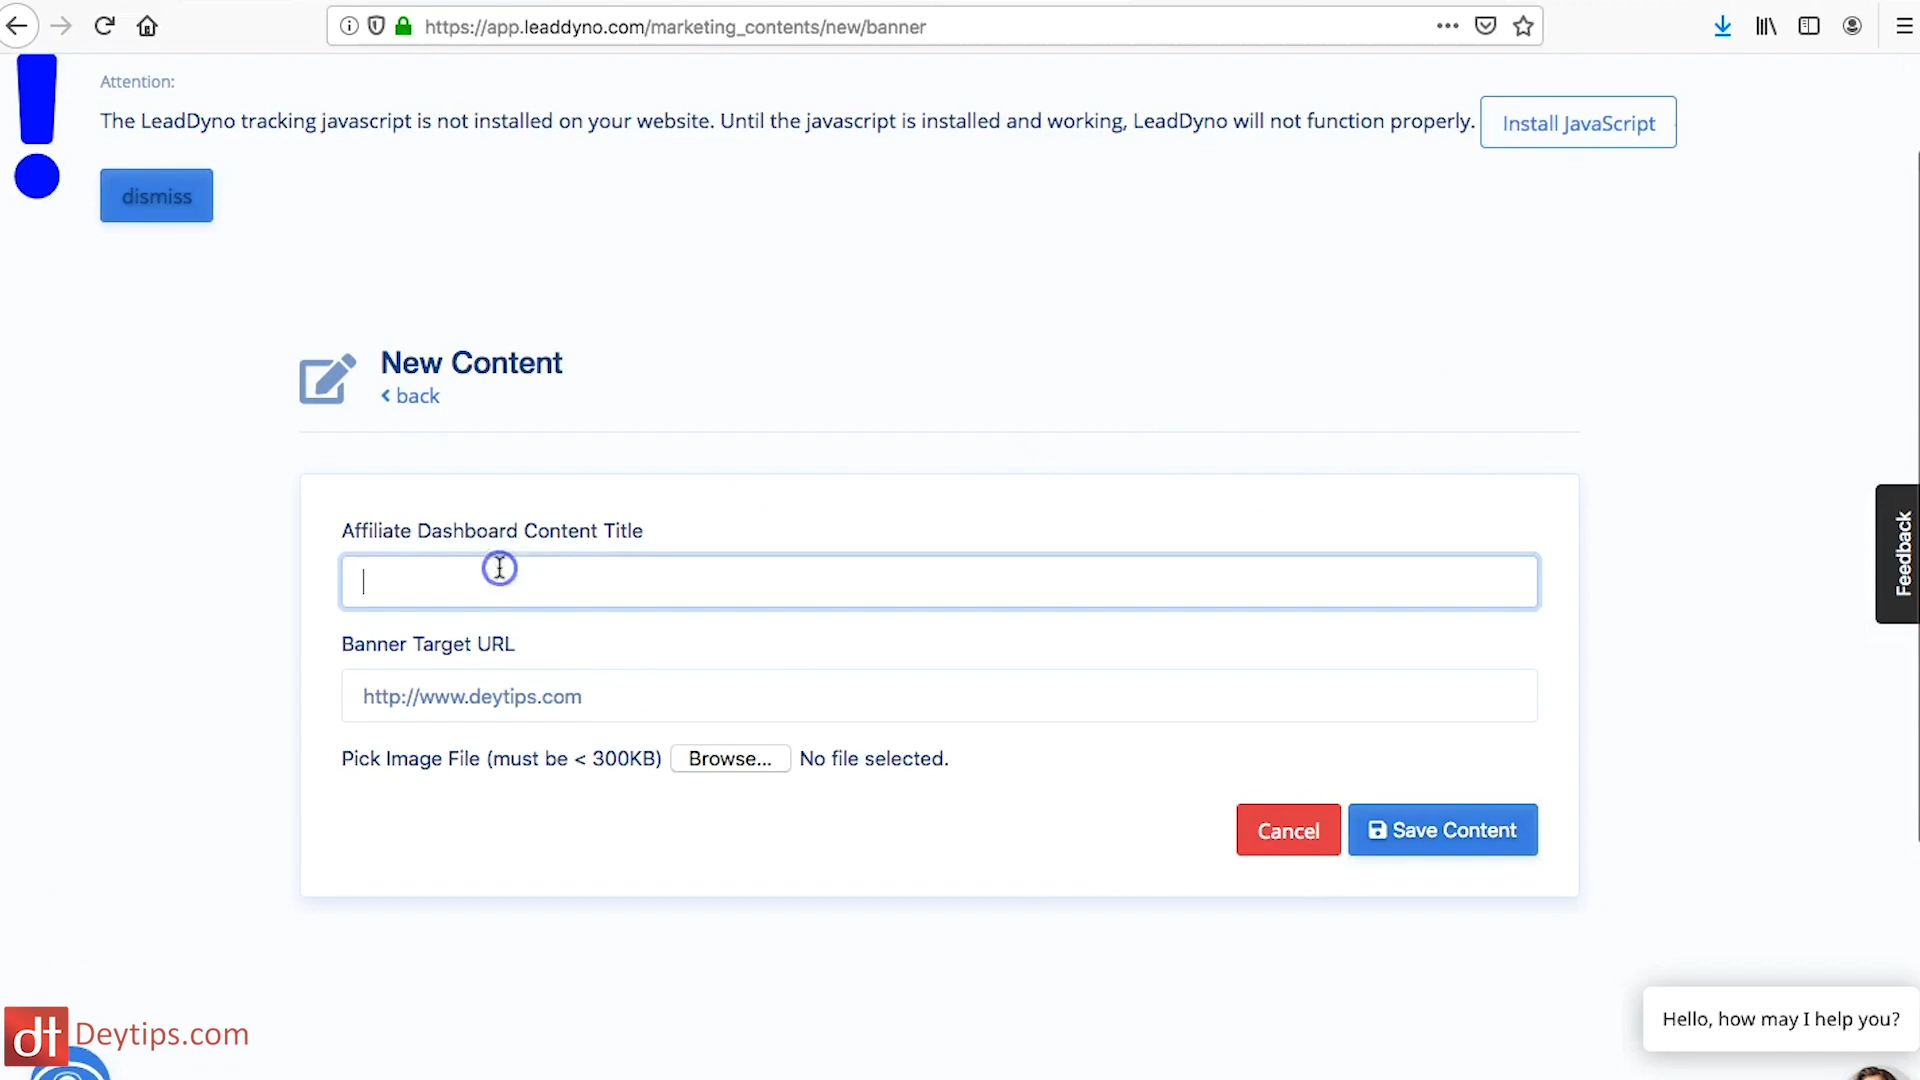 https://app.leaddyno.com/marketing_contents/new/banner
Attention:
The LeadDyno tracking javascript is not installed on your website. Until the javascript is installed and working, LeadDyno will not function properly.
Install JavaScript
dismiss
New Content
back
Affiliate Dashboard Content Title
Banner Target URL
http://www.deytips.com
Pick Image File (must be < 300KB) Browse... No file selected.
Cancel
Save Content
Feedback
Hello, how may I help you?
dt Deytips.com